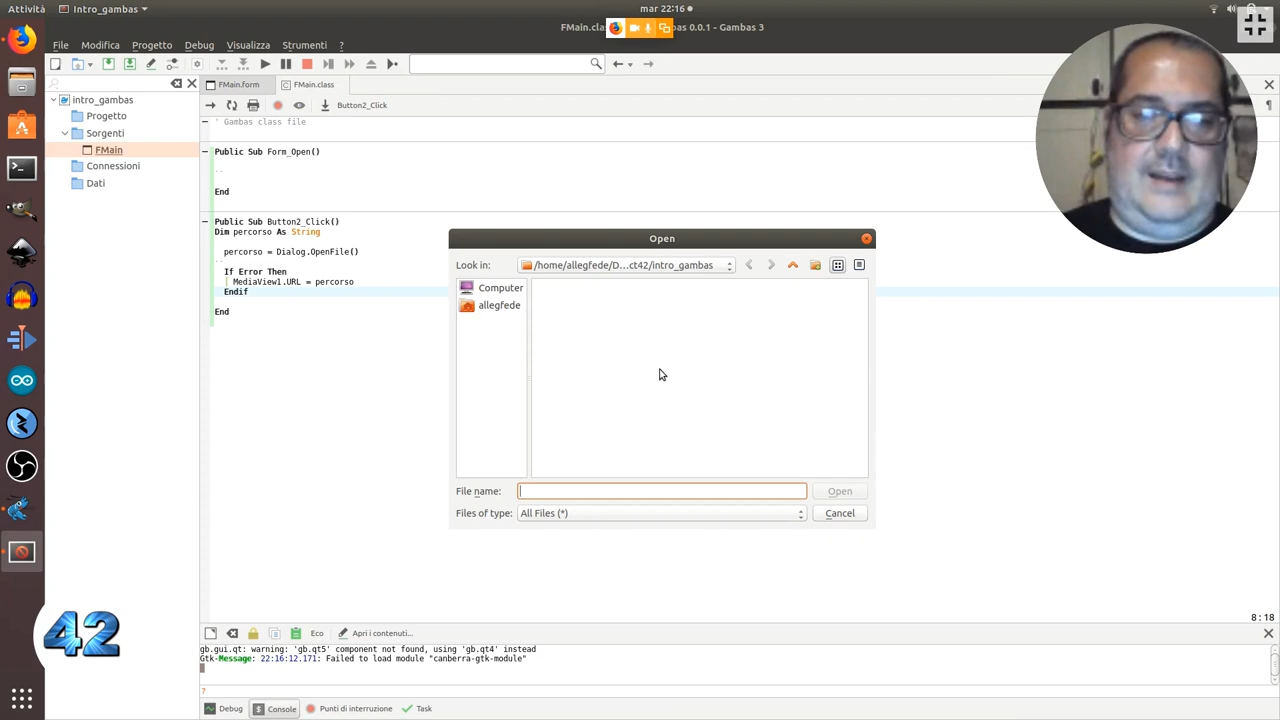 Attività
Intro_gambas
mar 22:16
FMain.clas
as 0.0.1 - Gambas 3
File
Modifica
Progetto
Debug
Visualizza
Strumenti
?
FMain.form
FMain.class
intro_gambas
Progetto
Sorgenti
FMain
Connessioni
Dati
Button2_Click
' Gambas class file
Public Sub Form_Open()
End
Public Sub Button2_Click()
Dim percorso As String
percorso = Dialog.OpenFile()
If Error Then
MediaView1.URL = percorso
Endif
End
Open
Look in:
/home/allegfede/D...ct42/intro_gambas
Computer
allegfede
File name:
Open
Files of type:
All Files (*)
Cancel
8:18
42
Eco
Apri i contenuti...
gb.gui.qt: warning: 'gb.qt5' component not found, using 'gb.qt4' instead
Gtk-Message: 22:16:12.171: Failed to load module "canberra-gtk-module"
?
Debug
Console
Punti di interruzione
Task